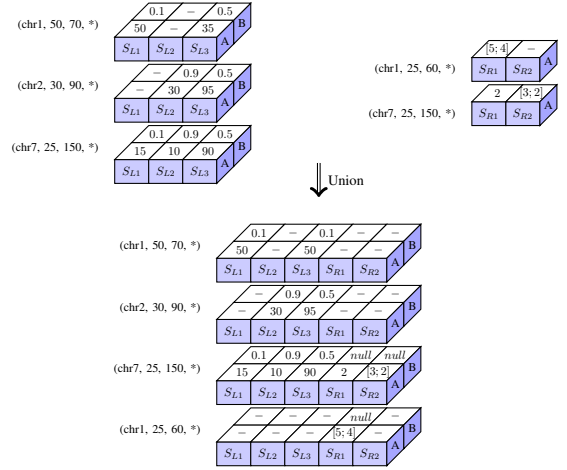 0.1 – 0.5 B
(chr1, 50, 70, *) 50 – 35 A
S_L1 S_L2 S_L3
– 0.9 0.5 B
(chr2, 30, 90, *) – 30 95 A
S_L1 S_L2 S_L3
0.1 0.9 0.5 B
(chr7, 25, 150, *) 15 10 90 A
S_L1 S_L2 S_L3
[5; 4] –
(chr1, 25, 60, *) S_R1 S_R2
2 [3; 2]
(chr7, 25, 150, *) S_R1 S_R2
Union
0.1 – 0.1 – – B
(chr1, 50, 70, *) 50 – 50 – – A
S_L1 S_L2 S_L3 S_R1 S_R2
– 0.9 0.5 – – B
(chr2, 30, 90, *) – 30 95 – – A
S_L1 S_L2 S_L3 S_R1 S_R2
0.1 0.9 0.5 null null B
(chr7, 25, 150, *) 15 10 90 2 [3; 2] A
S_L1 S_L2 S_L3 S_R1 S_R2
– – – null – B
(chr1, 25, 60, *) – – – [5; 4] – A
S_L1 S_L2 S_L3 S_R1 S_R2